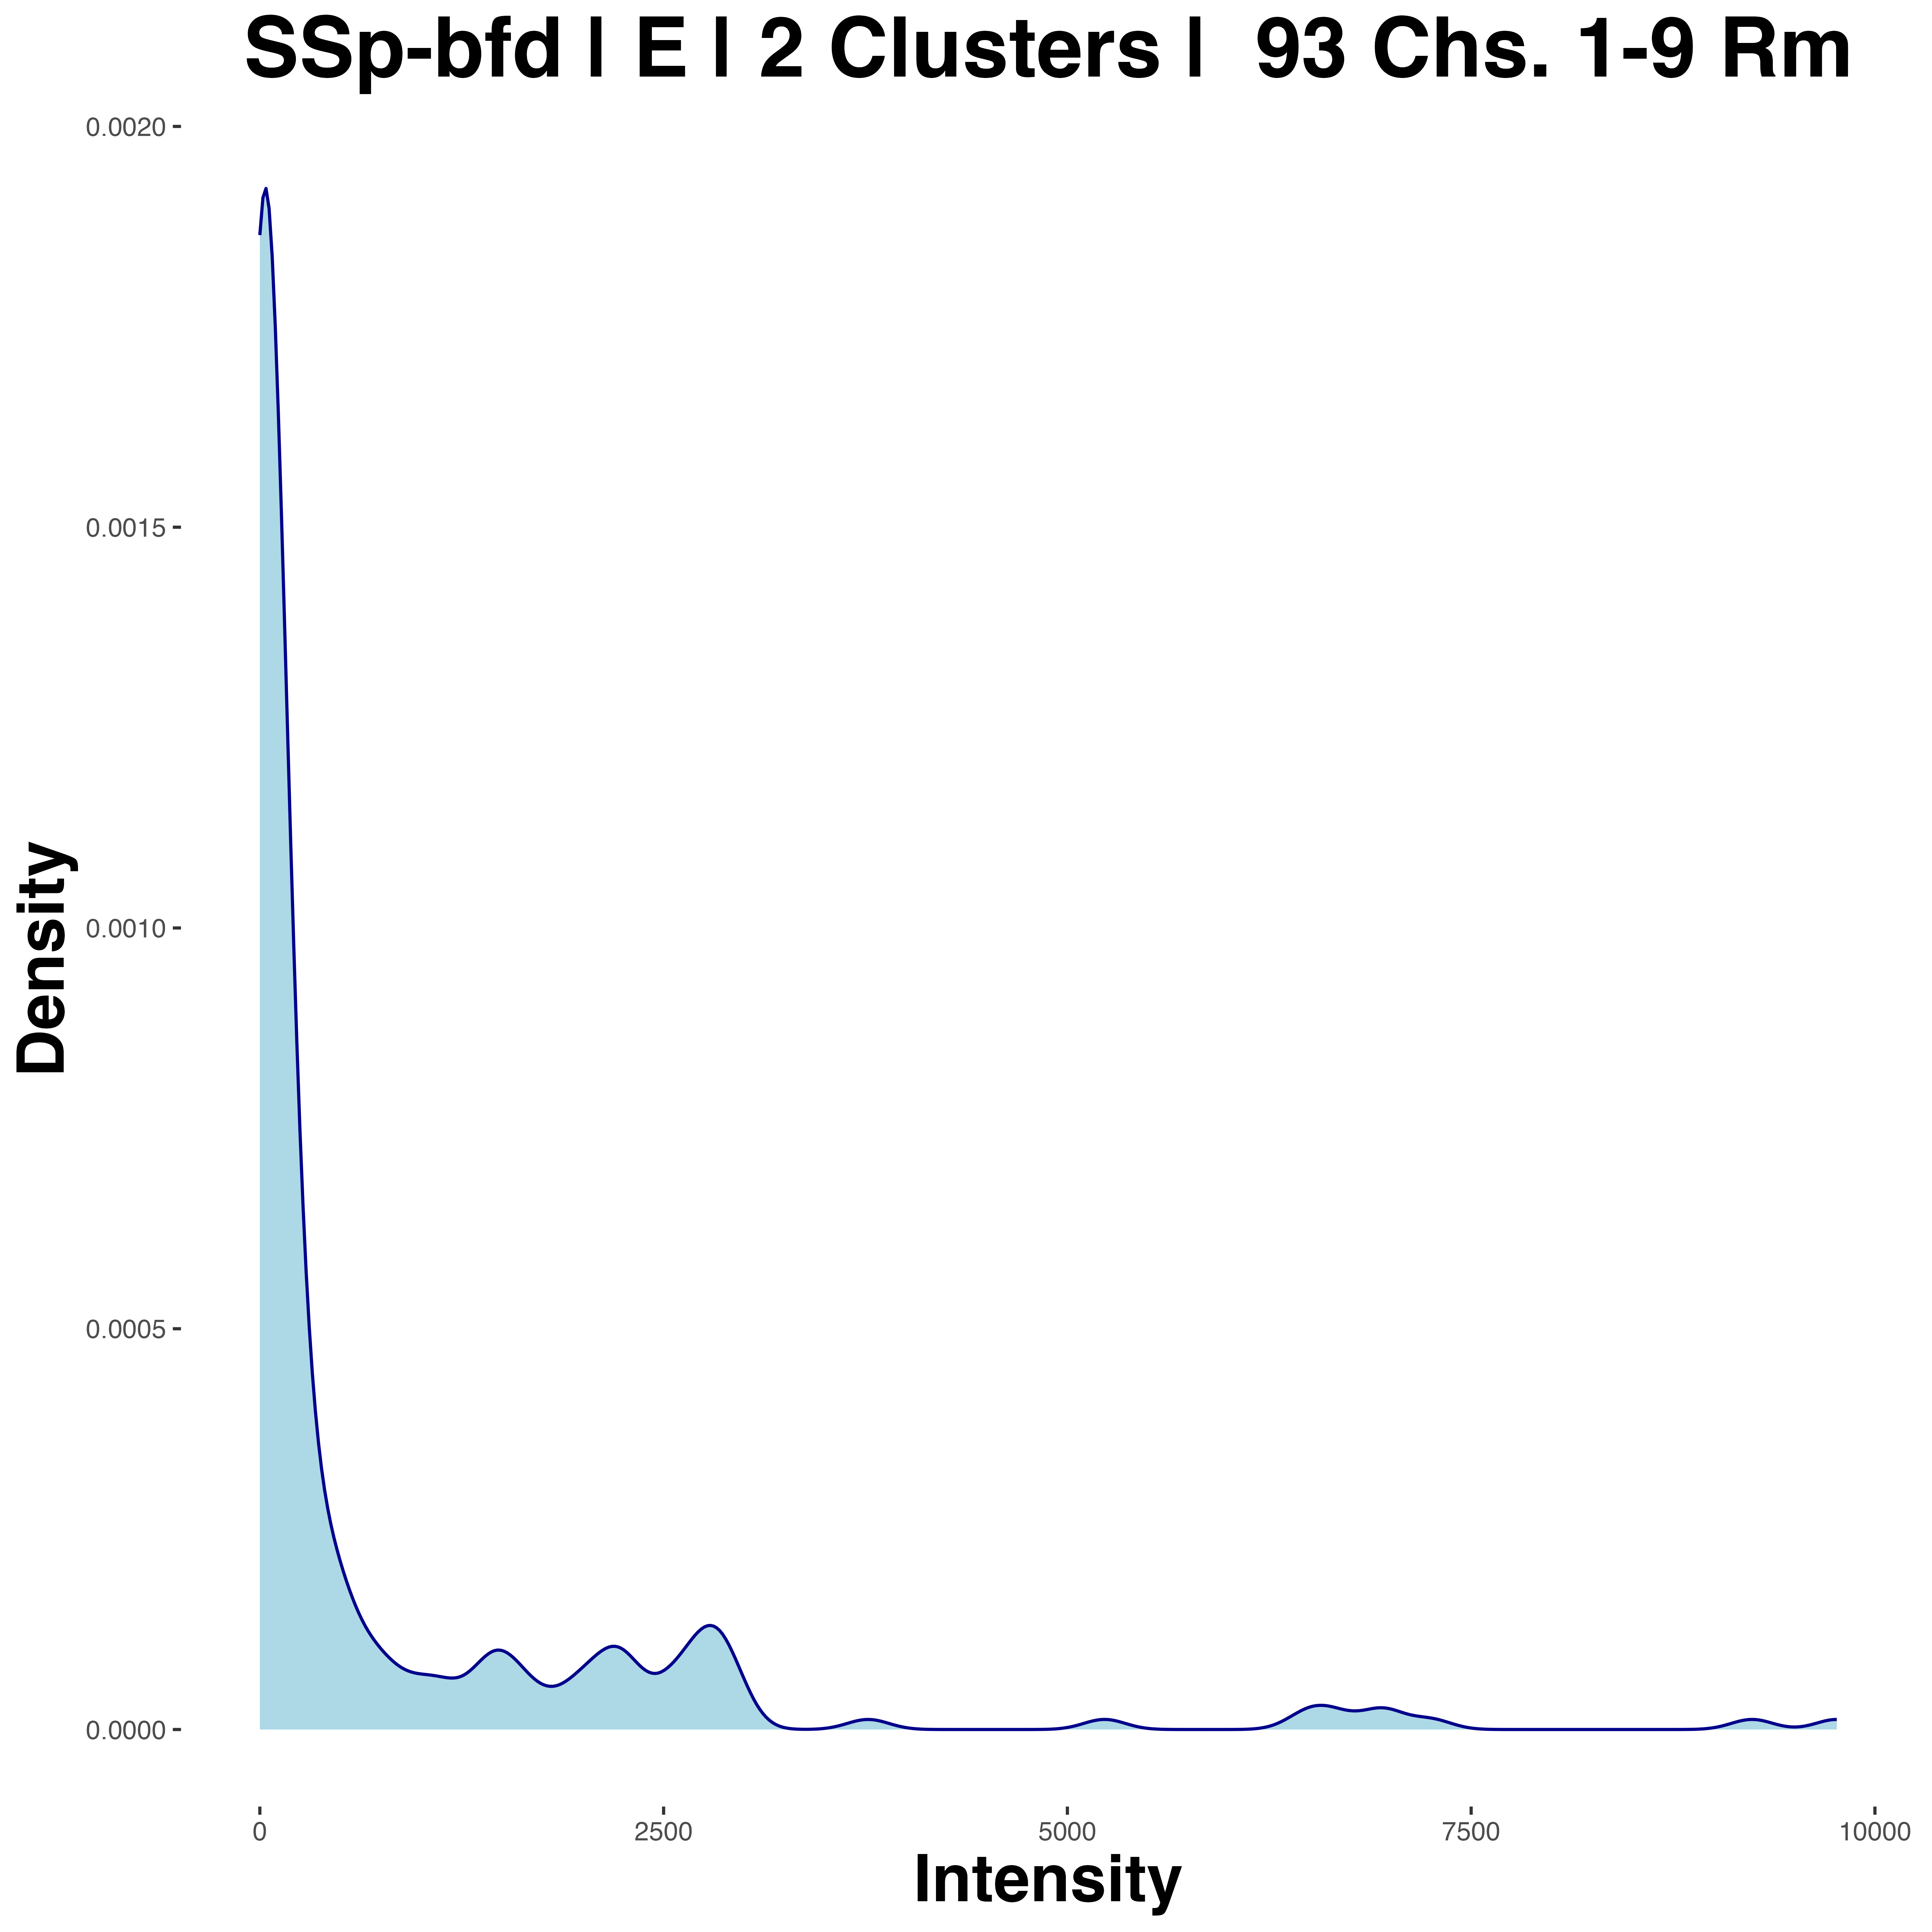 SSp-bfd | E | 2 Clusters |  93 Chs. 1-9 Rm
0.0020
0.0015
0.0010
0.0005
0.0000
Density
0 2500 5000 7500 10000
Intensity